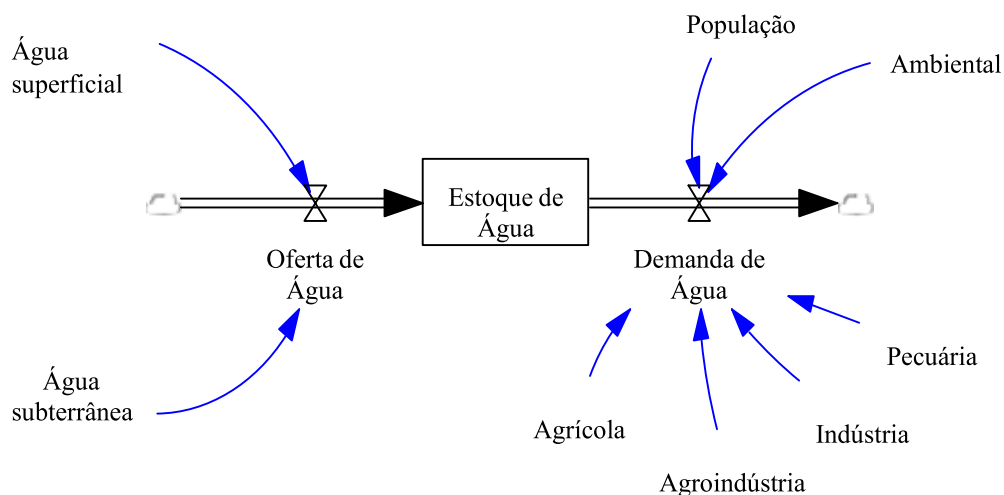 Água
superficial
População
Ambiental
Estoque de
Água
Oferta de
Água
Demanda de
Água
Água
subterrânea
Agrícola
Agroindústria
Indústria
Pecuária